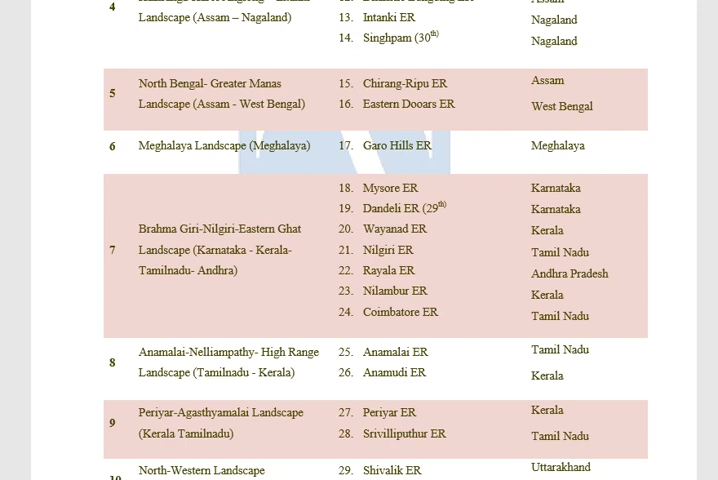 4
Landscape (Assam – Nagaland)
13. Intanki ER
Nagaland
14. Singhpam (30th)
Nagaland
5
North Bengal- Greater Manas
Landscape (Assam - West Bengal)
15. Chirang-Ripu ER
Assam
16. Eastern Dooars ER
West Bengal
6
Meghalaya Landscape (Meghalaya)
17. Garo Hills ER
Meghalaya
7
Brahma Giri-Nilgiri-Eastern Ghat
Landscape (Karnataka - Kerala-
Tamilnadu- Andhra)
18. Mysore ER
Karnataka
19. Dandeli ER (29th)
Karnataka
20. Wayanad ER
Kerala
21. Nilgiri ER
Tamil Nadu
22. Rayala ER
Andhra Pradesh
23. Nilambur ER
Kerala
24. Coimbatore ER
Tamil Nadu
8
Anamalai-Nelliampathy- High Range
Landscape (Tamilnadu - Kerala)
25. Anamalai ER
Tamil Nadu
26. Anamudi ER
Kerala
9
Periyar-Agasthyamalai Landscape
(Kerala Tamilnadu)
27. Periyar ER
Kerala
28. Srivilliputhur ER
Tamil Nadu
10
North-Western Landscape
29. Shivalik ER
Uttarakhand